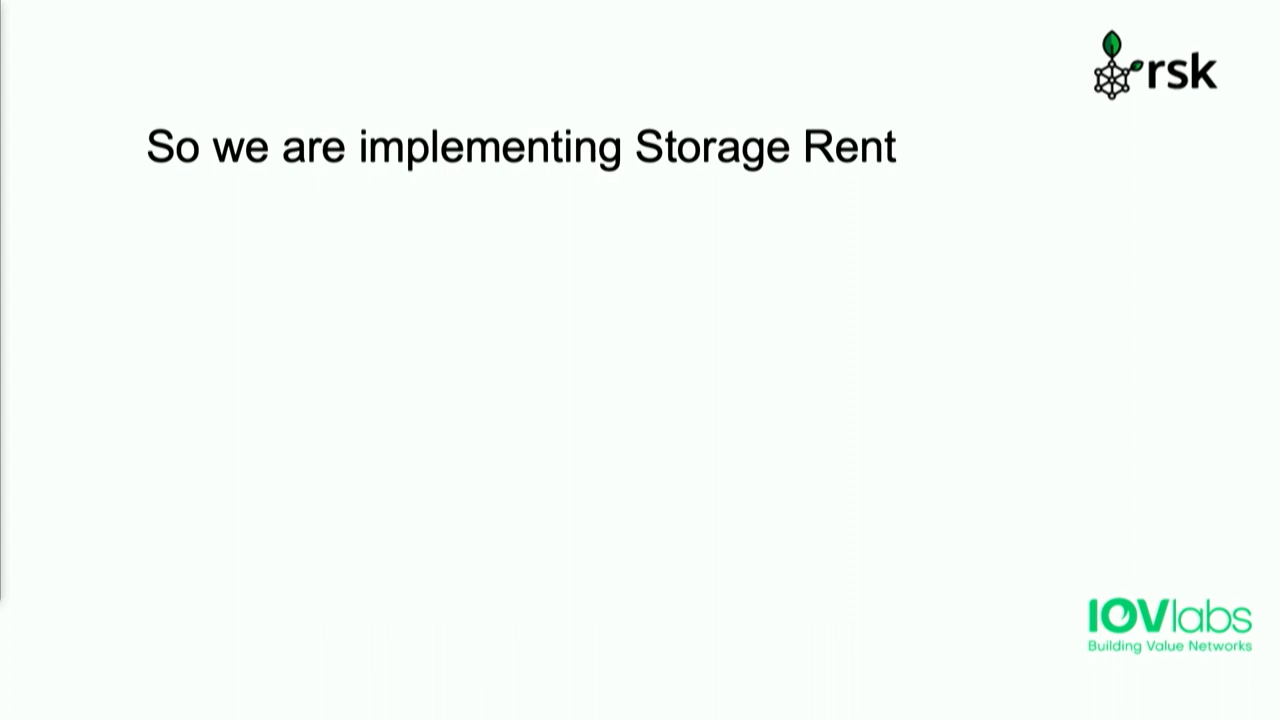 rsk
So we are implementing Storage Rent
IOVlabs
Building Value Networks